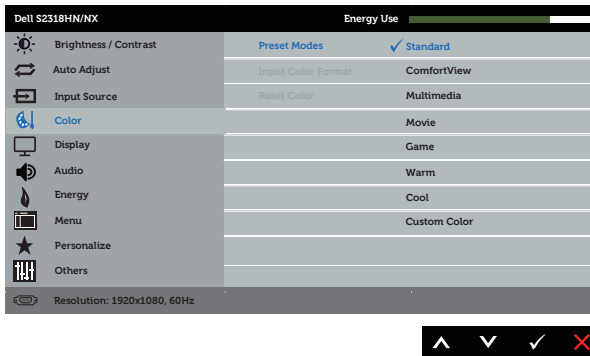 Dell S2318HN/NX Energy Use
Brightness / Contrast Preset Modes Standard
Auto Adjust Input Color Format ComfortView
Input Source Reset Color Multimedia
Color Movie
Display Game
Audio Warm
Energy Cool
Menu Custom Color
Personalize
Others
Resolution: 1920x1080, 60Hz